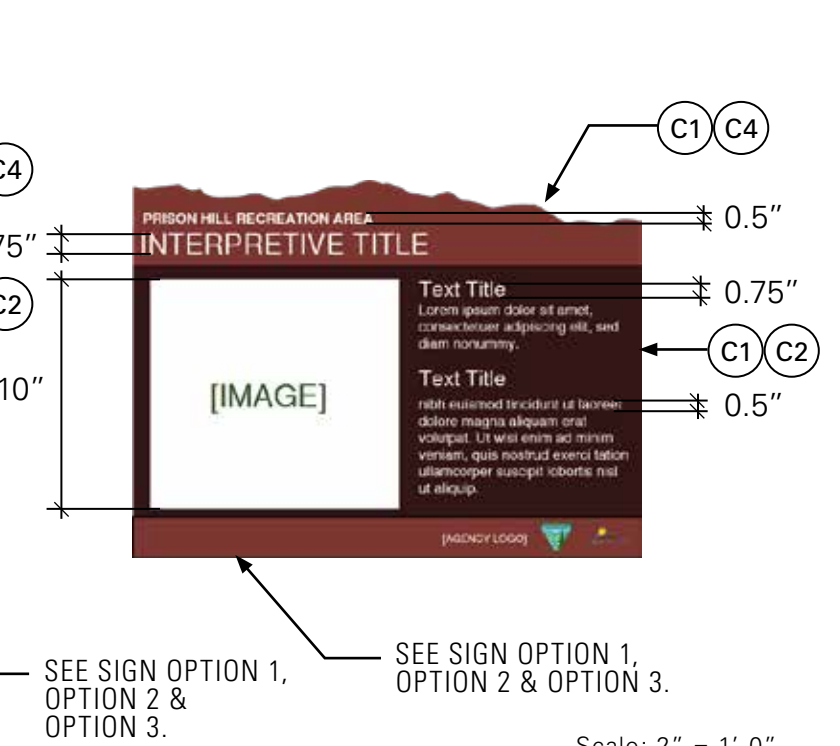 C1 C4
C4
PRISON HILL RECREATION AREA
0.5"
75"
INTERPRETIVE TITLE
Text Title
0.75"
Lorem ipsum dolor sit amet,
consectetuer adipiscing elit, sed
diam nonummy.
C2
C1 C2
10"
[IMAGE]
Text Title
0.5"
nibh euismod tincidunt ut laoreet
dolore magna aliquam erat
volutpat. Ut wisi enim ad minim
veniam, quis nostrud exerci tation
ullamcorper suscipit lobortis nisl
ut aliquip.
[AGENCY LOGO]
SEE SIGN OPTION 1,
OPTION 2 &
OPTION 3.
SEE SIGN OPTION 1,
OPTION 2 & OPTION 3.
Scale: 2" = 1'-0"